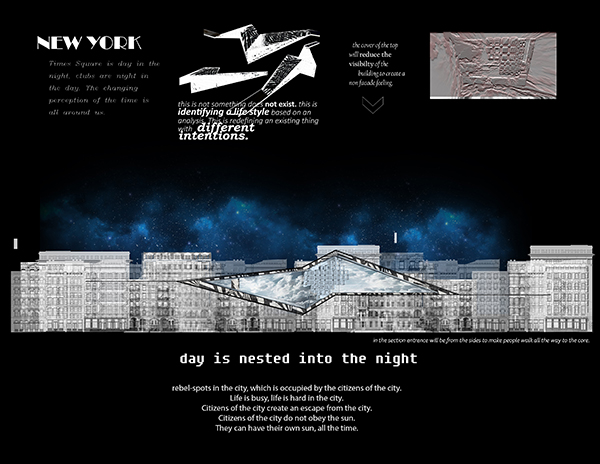 NEW YORK
Times Square is day in the
night, clubs are night in
the day. The changing
perception of the time is
all around us.
this is not something does not exist. this is
identifying a life style based on an
analysis. This is redefining an existing thing
with different
intentions.
the cover of the top
will reduce the
visibilty of the
building to create a
non facade feeling.
in the section entrance will be from the sides to make people walk all the way to the core.
day is nested into the night
rebel-spots in the city, which is occupied by the citizens of the city.
Life is busy, life is hard in the city.
Citizens of the city create an escape from the city.
Citizens of the city do not obey the sun.
They can have their own sun, all the time.